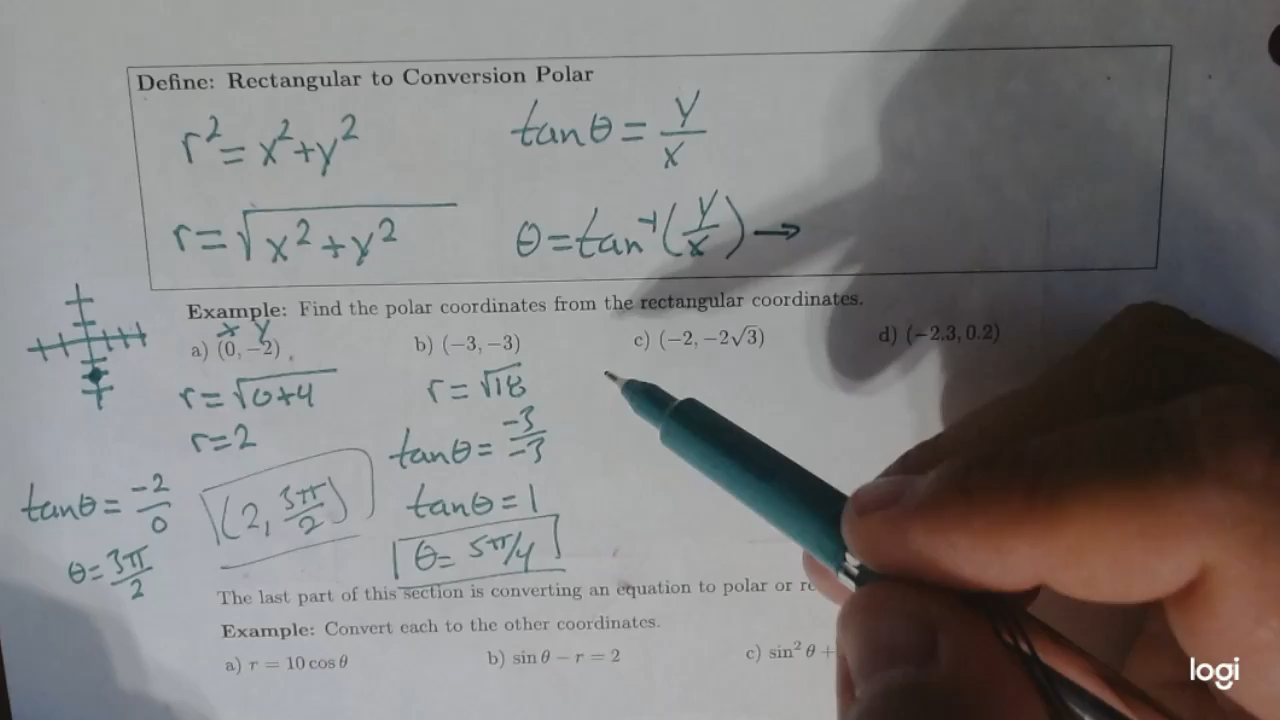 Define: Rectangular to Conversion Polar
r² = x² + y²
tanθ = y/x
r = √(x² + y²)
θ = tan⁻¹(y/x) →
Example: Find the polar coordinates from the rectangular coordinates.
x y
a) (0, −2)
b) (−3, −3)
c) (−2, −2√3)
d) (−2.3, 0.2)
r = √(0+4)
r = 2
tanθ = −2/0
θ = 3π/2
(2, 3π/2)
r = √18
tanθ = −3/−3
tanθ = 1
θ = 5π/4
The last part of this section is converting an equation to polar or
Example: Convert each to the other coordinates.
a) r = 10 cos θ
b) sin θ − r = 2
c) sin² θ +
logi